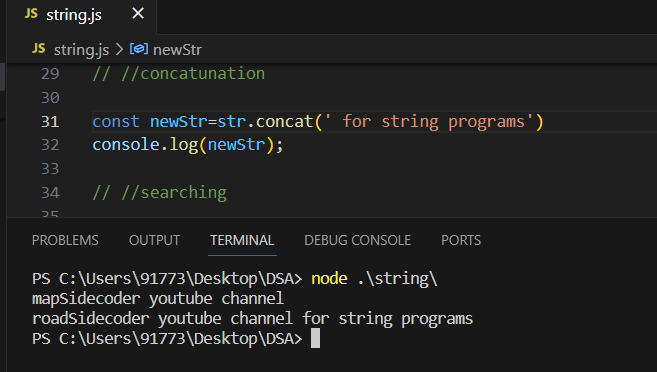 JS string.js ×
JS string.js > newStr
29 // //concatunation
30
31 const newStr=str.concat(' for string programs')
32 console.log(newStr);
33
34 // //searching
35
PROBLEMS OUTPUT TERMINAL DEBUG CONSOLE PORTS
PS C:\Users\91773\Desktop\DSA> node .\string\
mapSidecoder youtube channel
roadSidecoder youtube channel for string programs
PS C:\Users\91773\Desktop\DSA>